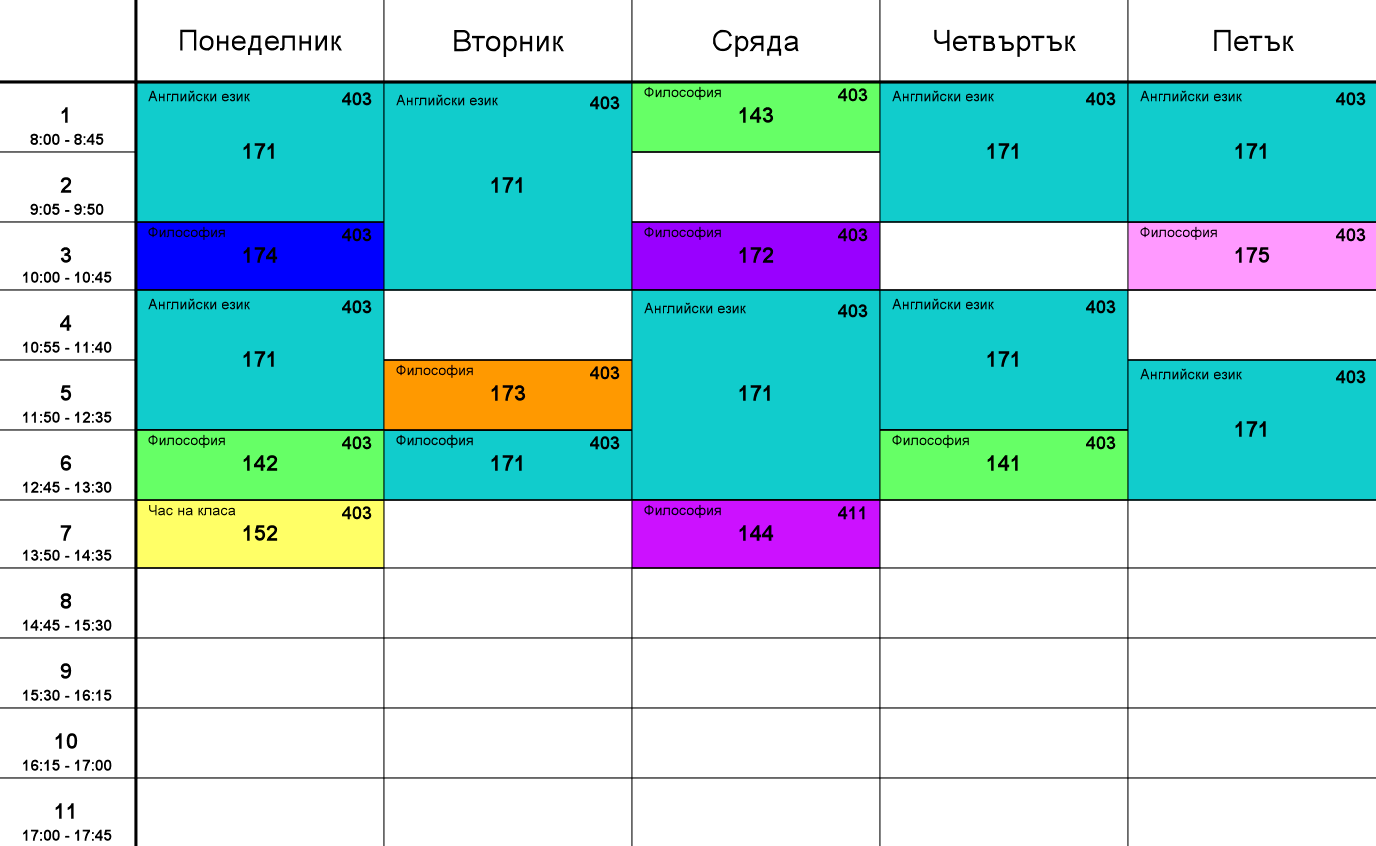 Понеделник Вторник Сряда Четвъртък Петък
1
8:00 - 8:45
Английски език 403
171
Английски език 403
171
Философия 403
143
Английски език 403
171
Английски език 403
171
2
9:05 - 9:50
3
10:00 - 10:45
Философия 403
174
Философия 403
172
Философия 403
175
4
10:55 - 11:40
Английски език 403
171
Английски език 403
171
Английски език 403
171
5
11:50 - 12:35
Философия 403
173
Английски език 403
171
6
12:45 - 13:30
Философия 403
142
Философия 403
171
Философия 403
141
7
13:50 - 14:35
Час на класа 403
152
Философия 411
144
8
14:45 - 15:30
9
15:30 - 16:15
10
16:15 - 17:00
11
17:00 - 17:45